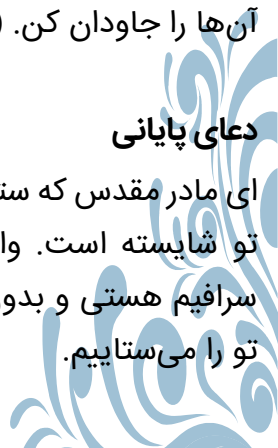 آن‌ها را جاودان کن. (
دعای پایانی
ای مادر مقدس که
تو شایسته است.
سرافیم هستی و
تو را می‌ستاییم.